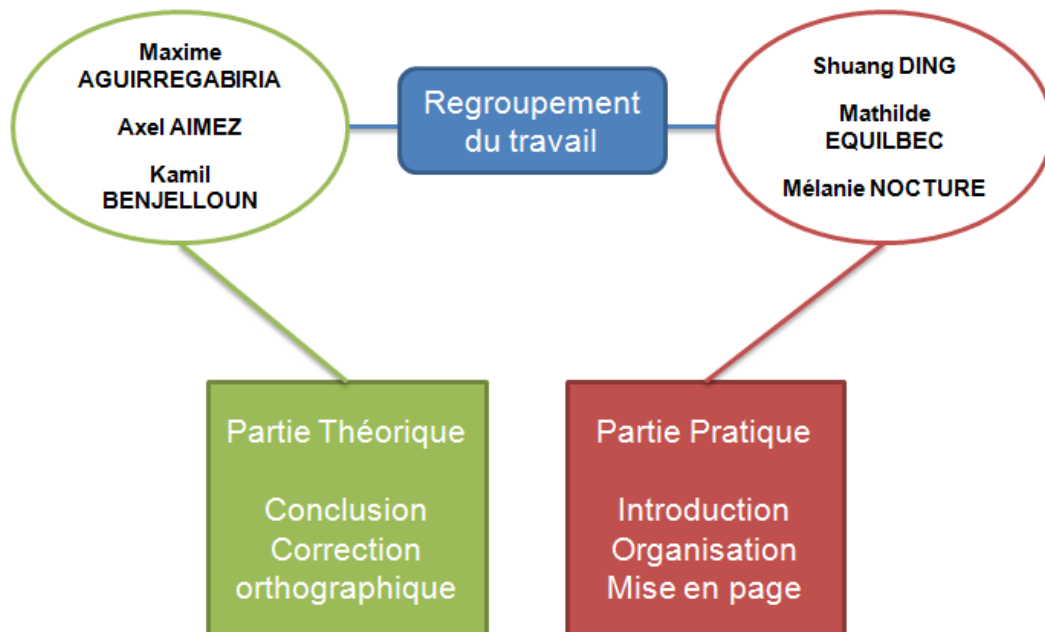 Maxime
AGUIRREGABIRIA
Axel AIMEZ
Kamil
BENJELLOUN
Regroupement
du travail
Shuang DING
Mathilde
EQUILBEC
Mélanie NOCTURE
Partie Théorique
Conclusion
Correction
orthographique
Partie Pratique
Introduction
Organisation
Mise en page